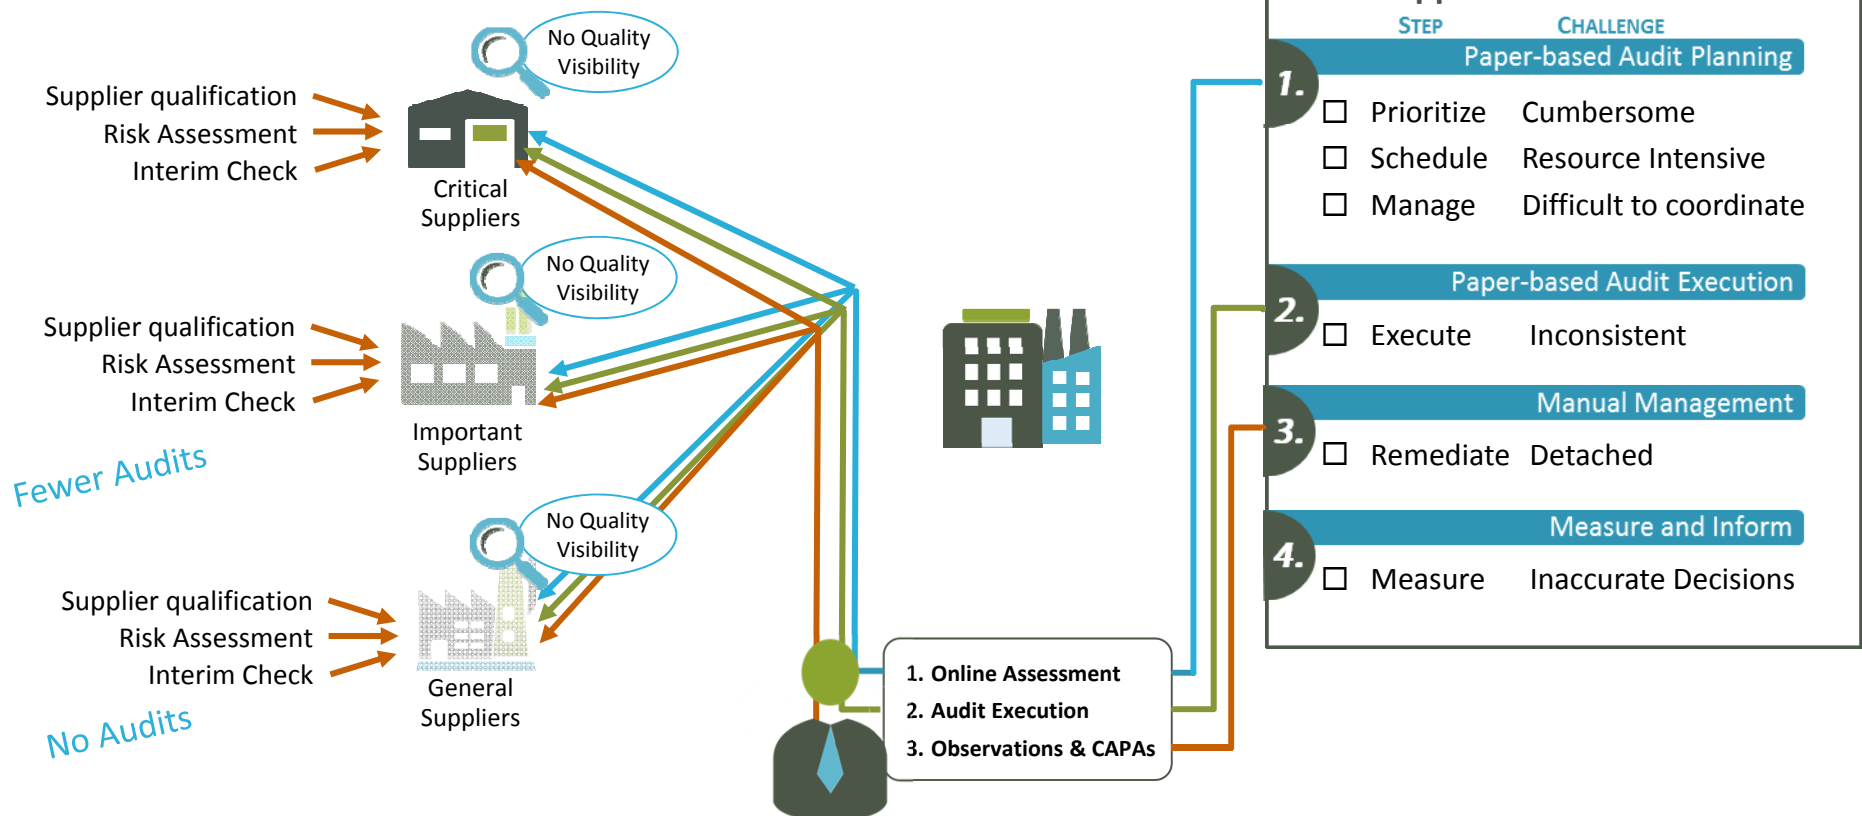 No Quality
Visibility
Supplier qualification
Risk Assessment
Interim Check
Critical
Suppliers
No Quality
Visibility
Supplier qualification
Risk Assessment
Interim Check
Important
Suppliers
Fewer Audits
No Quality
Visibility
Supplier qualification
Risk Assessment
Interim Check
General
Suppliers
No Audits
1. Online Assessment
2. Audit Execution
3. Observations & CAPAs
STEP CHALLENGE
1. Paper-based Audit Planning
Prioritize Cumbersome
Schedule Resource Intensive
Manage Difficult to coordinate
2. Paper-based Audit Execution
Execute Inconsistent
3. Manual Management
Remediate Detached
4. Measure and Inform
Measure Inaccurate Decisions